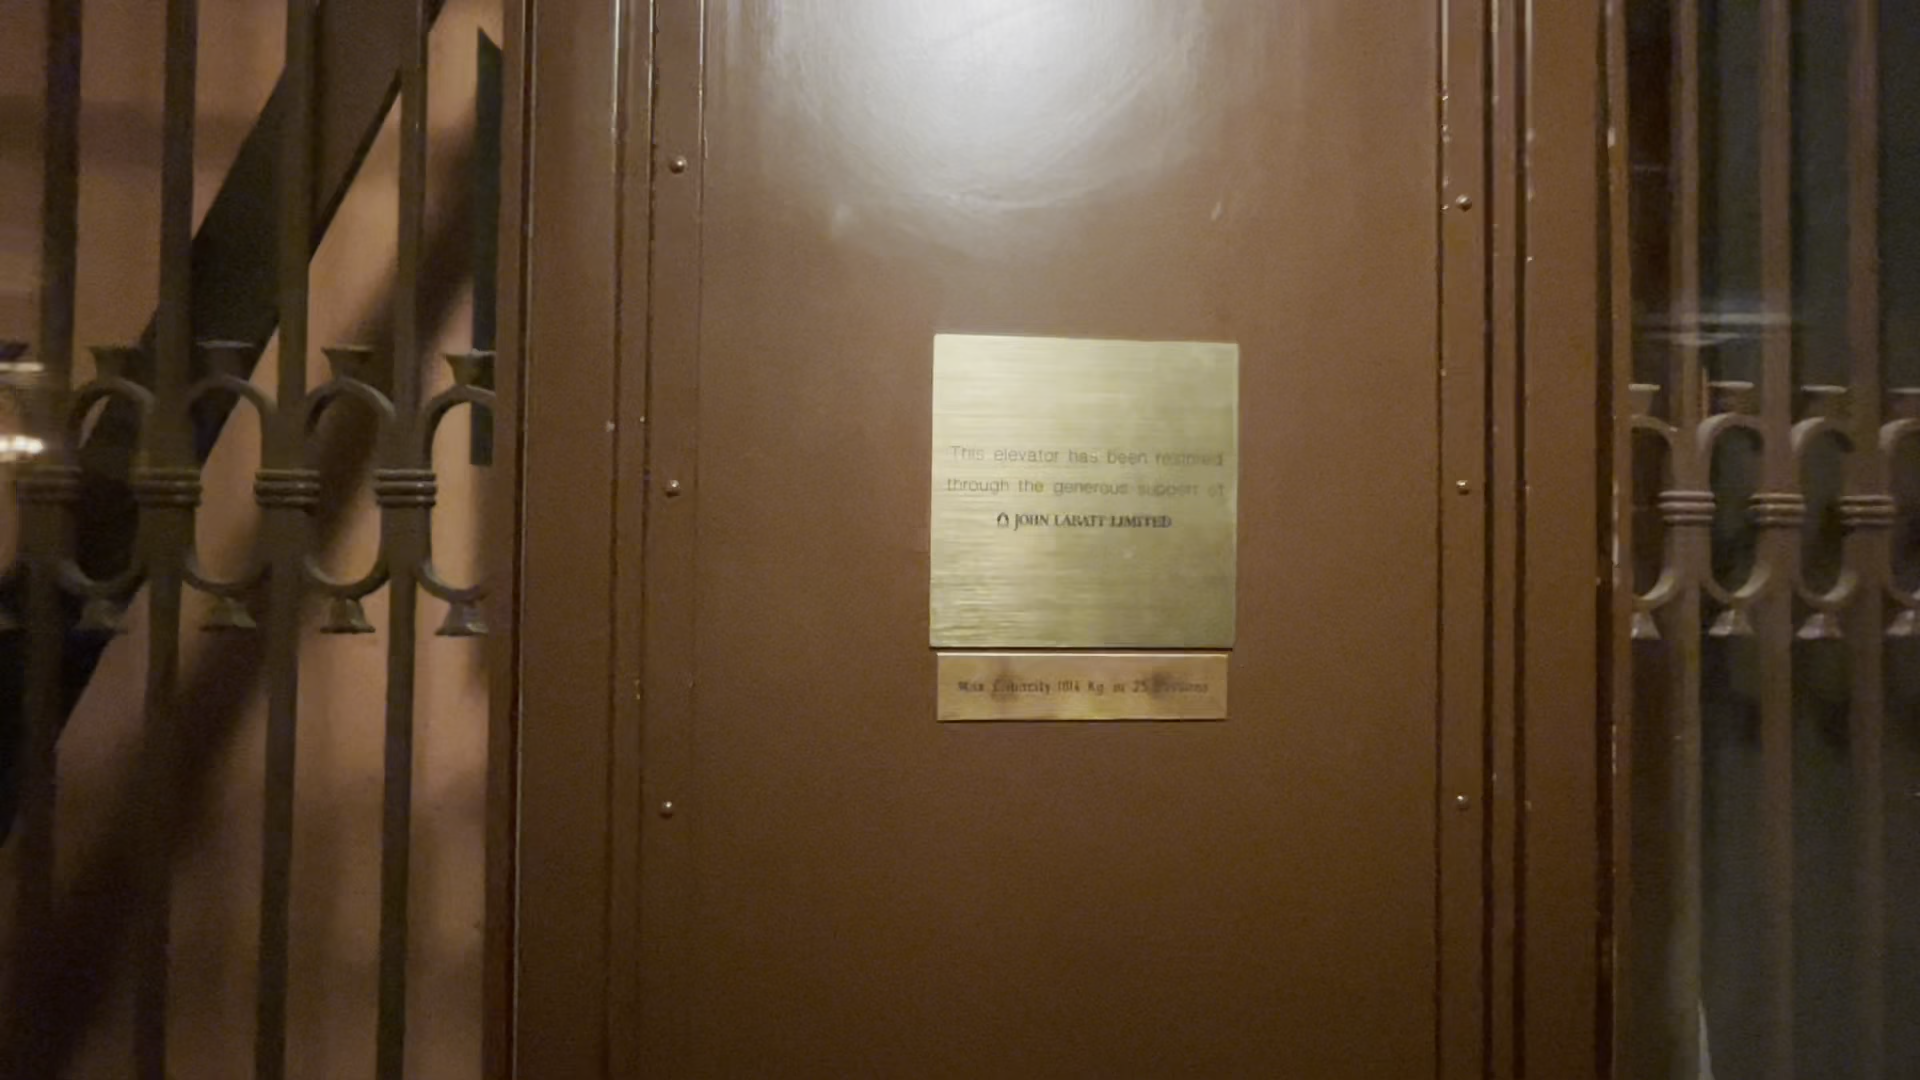 This elevator has been restored
through the generous support of
JOHN LABATT LIMITED
Max Capacity 1014 Kg or 25 Persons